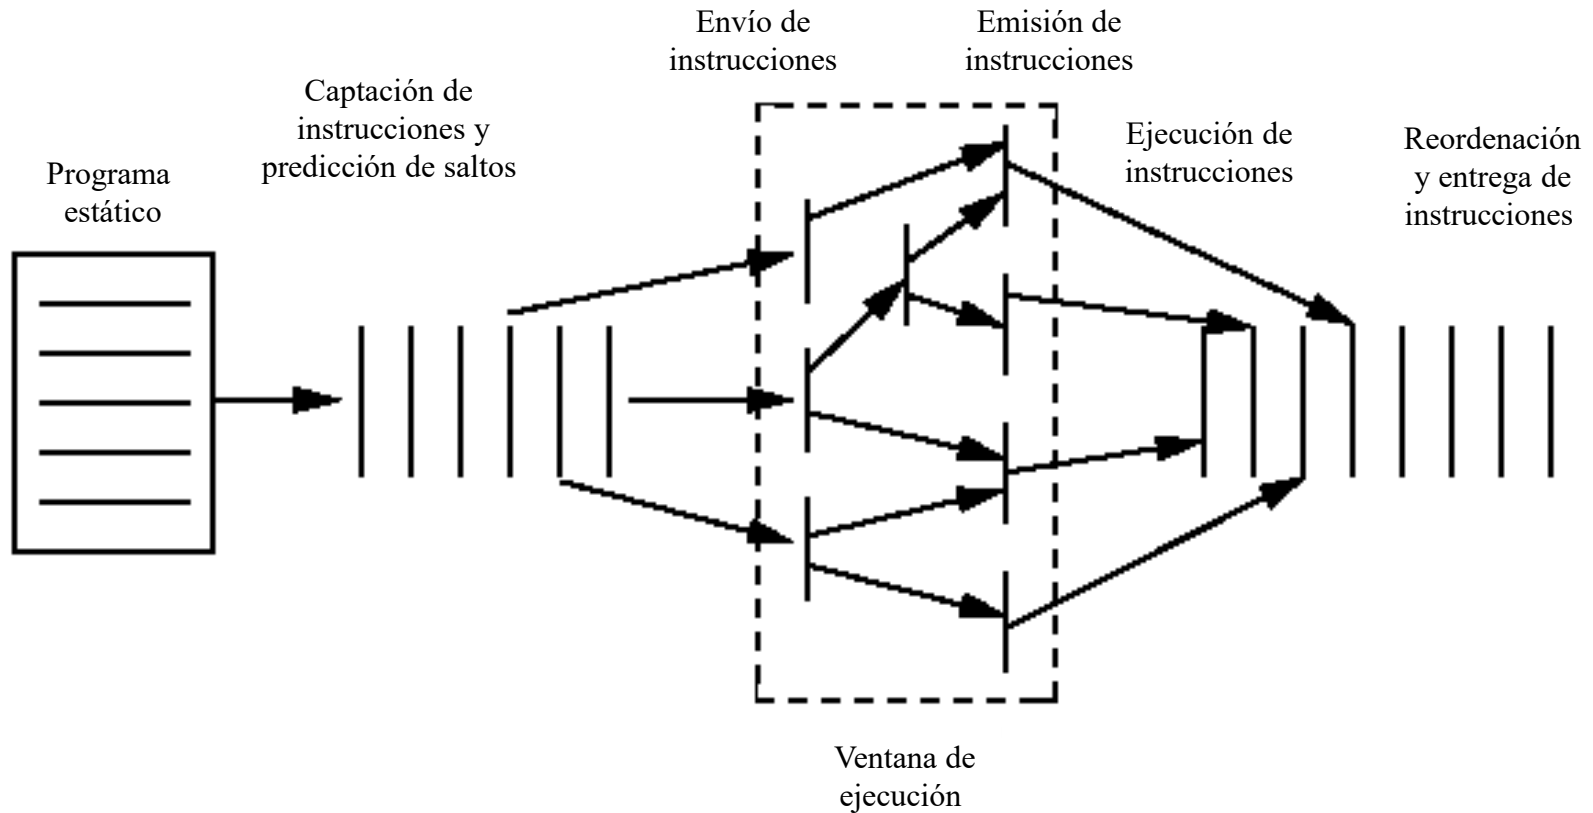 Programa
estático
Captación de
instrucciones y
predicción de saltos
Envío de
instrucciones
Emisión de
instrucciones
Ejecución de
instrucciones
Reordenación
y entrega de
instrucciones
Ventana de
ejecución